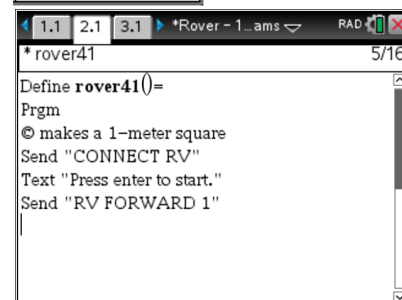 1.1 2.1 3.1 *Rover - 1...ams RAD
* rover41 5/16
Define rover41()=
Prgm
© makes a 1-meter square
Send "CONNECT RV"
Text "Press enter to start."
Send "RV FORWARD 1"